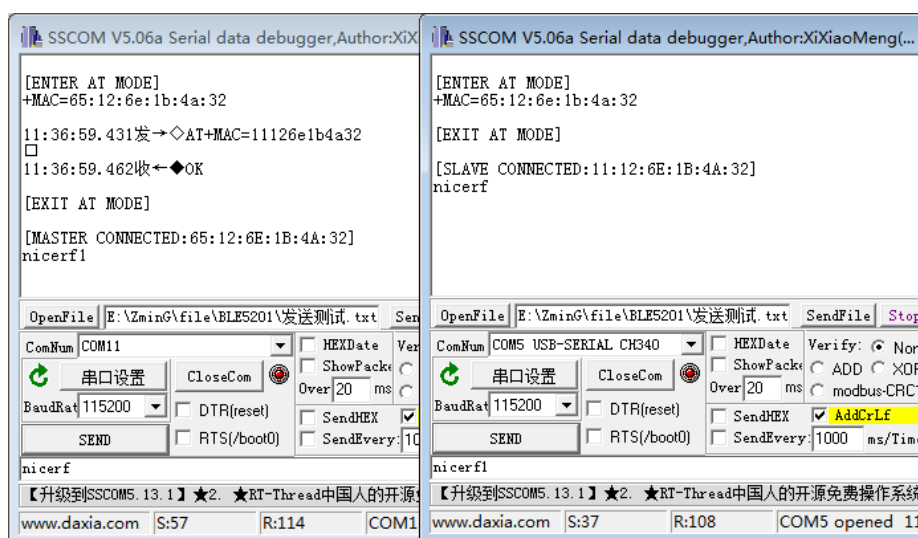 SSCOM V5.06a Serial data debugger,Author:XiX
[ENTER AT MODE]
+MAC=65:12:6e:1b:4a:32
11:36:59.431发→◇AT+MAC=11126e1b4a32
□
11:36:59.462收←◆OK
[EXIT AT MODE]
[MASTER CONNECTED:65:12:6E:1B:4A:32]
nicerf1
OpenFile E:\ZminG\file\BLE5201\发送测试.txt Sen
ComNum COM11 HEXDate Ver
串口设置 CloseCom ShowPacke
Over 20 ms
BaudRat 115200 DTR(reset) SendHEX
SEND RTS(/boot0) SendEvery: 10
nicerf
【升级到SSCOM5.13.1】★2. ★RT-Thread中国人的开源
www.daxia.com S:57 R:114 COM1
SSCOM V5.06a Serial data debugger,Author:XiXiaoMeng(...
[ENTER AT MODE]
+MAC=65:12:6e:1b:4a:32
[EXIT AT MODE]
[SLAVE CONNECTED:11:12:6E:1B:4A:32]
nicerf
OpenFile E:\ZminG\file\BLE5201\发送测试.txt SendFile Stop
ComNum COM5 USB-SERIAL CH340 HEXDate Verify: Nor
串口设置 CloseCom ShowPacke ADD XOR
Over 20 ms modbus-CRC1
BaudRat 115200 DTR(reset) SendHEX AddCrLf
SEND RTS(/boot0) SendEvery: 1000 ms/Time
nicerf1
【升级到SSCOM5.13.1】★2. ★RT-Thread中国人的开源免费操作系统
www.daxia.com S:37 R:108 COM5 opened 11